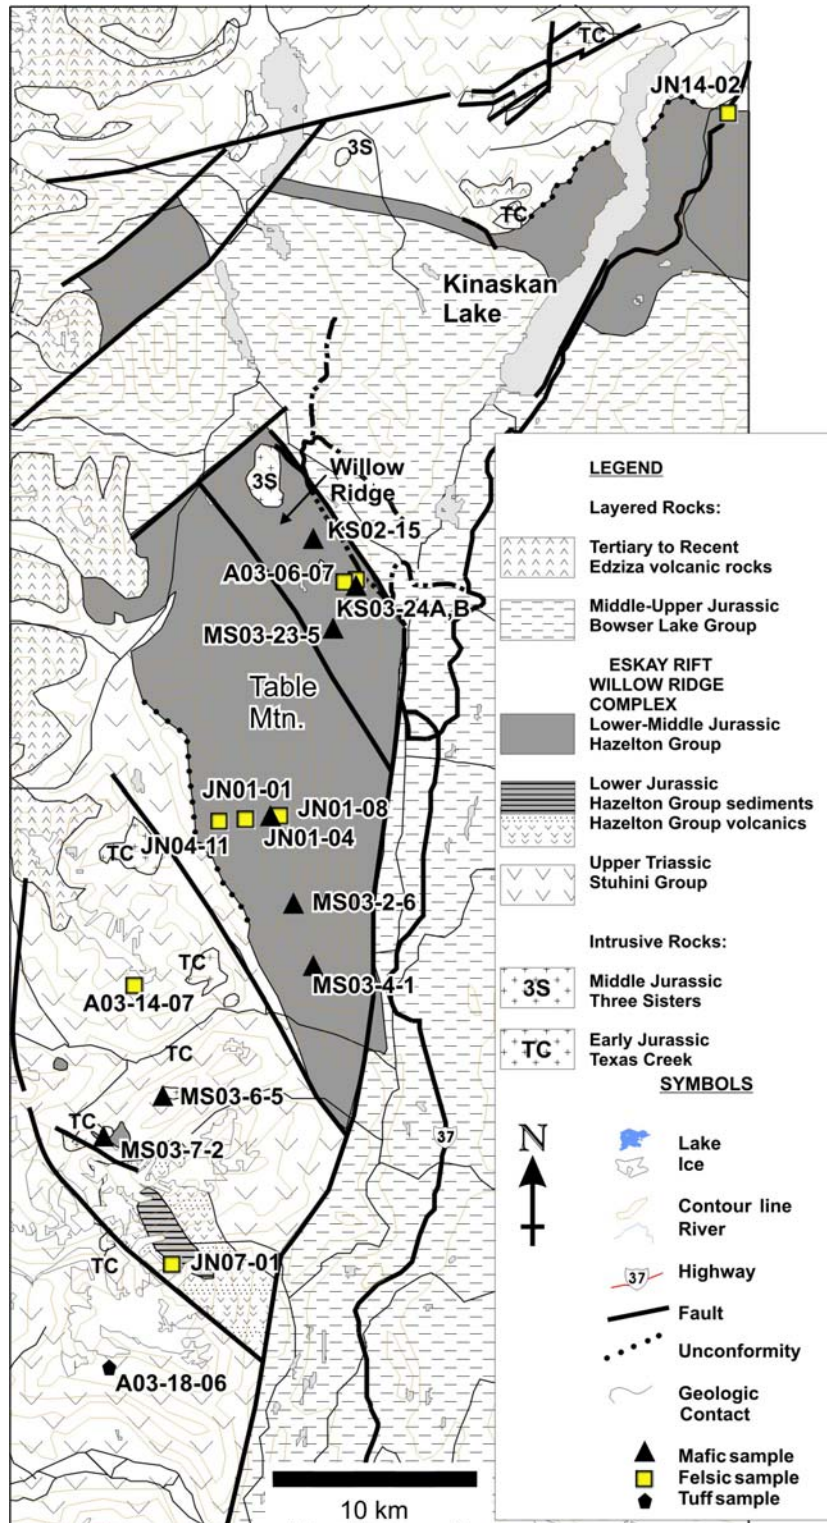 TC
JN14-02
3S
TC
Kinaskan
Lake
Willow
Ridge
3S
KS02-15
A03-06-07
KS03-24A,B
MS03-23-5
Table
Mtn.
JN01-01
JN01-08
JN01-04
JN04-11
TC
MS03-2-6
TC
MS03-4-1
A03-14-07
TC
MS03-6-5
TC
MS03-7-2
37
TC
JN07-01
A03-18-06
10 km
LEGEND
Layered Rocks:
Tertiary to Recent
Edziza volcanic rocks
Middle-Upper Jurassic
Bowser Lake Group
ESKAY RIFT
WILLOW RIDGE
COMPLEX
Lower-Middle Jurassic
Hazelton Group
Lower Jurassic
Hazelton Group sediments
Hazelton Group volcanics
Upper Triassic
Stuhini Group
Intrusive Rocks:
3S
Middle Jurassic
Three Sisters
TC
Early Jurassic
Texas Creek
SYMBOLS
N
Lake
Ice
Contour line
River
37
Highway
Fault
Unconformity
Geologic
Contact
Mafic sample
Felsic sample
Tuff sample